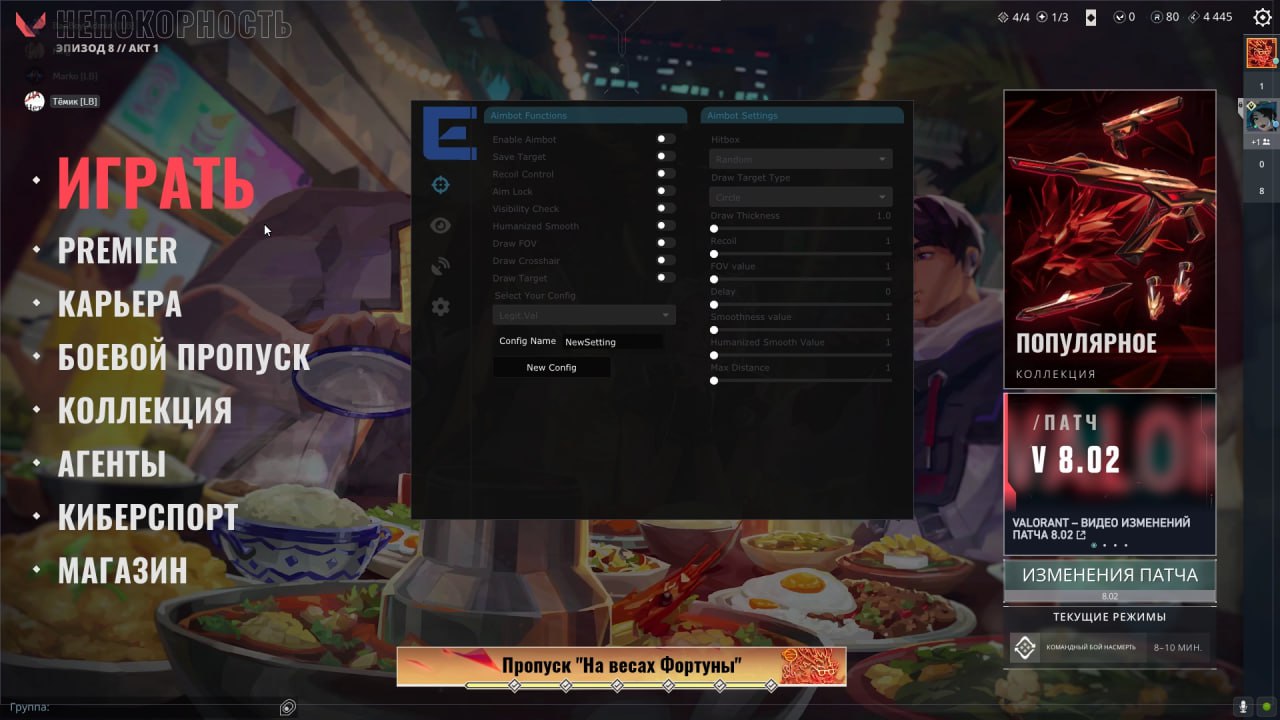 НЕПОКОРНОСТЬ
ЭПИЗОД 8 // АКТ 1
Marko [LB]
Тёмик [LB]
4/4 1/3 0 80 4 445
ИГРАТЬ
PREMIER
КАРЬЕРА
БОЕВОЙ ПРОПУСК
КОЛЛЕКЦИЯ
АГЕНТЫ
КИБЕРСПОРТ
МАГАЗИН
Группа:
Aimbot Functions
Enable Aimbot
Save Target
Recoil Control
Aim Lock
Visibility Check
Humanized Smooth
Draw FOV
Draw Crosshair
Draw Target
Select Your Config
Legit.Vel
Config Name NewSetting
New Config
Aimbot Settings
Hitbox
Random
Draw Target Type
Circle
Draw Thickness 1.0
Recoil 1
FOV value 1
Delay 0
Smoothness value 1
Humanized Smooth Value 1
Max Distance 1
Пропуск "На весах Фортуны"
ПОПУЛЯРНОЕ
КОЛЛЕКЦИЯ
/ПАТЧ
V 8.02
VALORANT – ВИДЕО ИЗМЕНЕНИЙ
ПАТЧА 8.02
ИЗМЕНЕНИЯ ПАТЧА
8.02
ТЕКУЩИЕ РЕЖИМЫ
КОМАНДНЫЙ БОЙ НАСМЕРТЬ 8–10 МИН.
1
+1
0
8